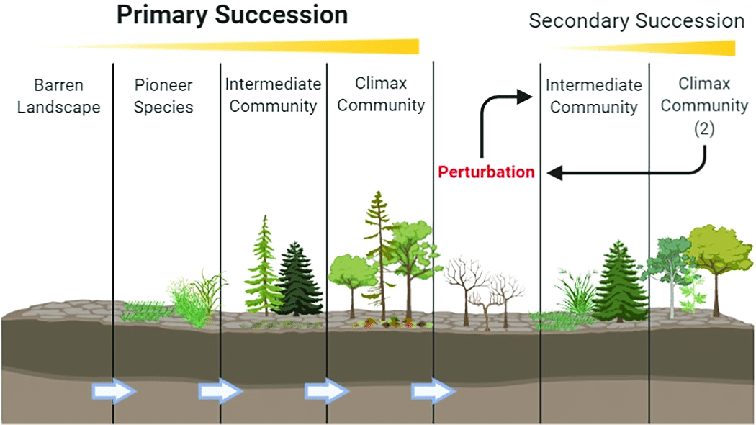 Primary Succession
Secondary Succession
Barren
Landscape
Pioneer
Species
Intermediate
Community
Climax
Community
Perturbation
Intermediate
Community
Climax
Community
(2)